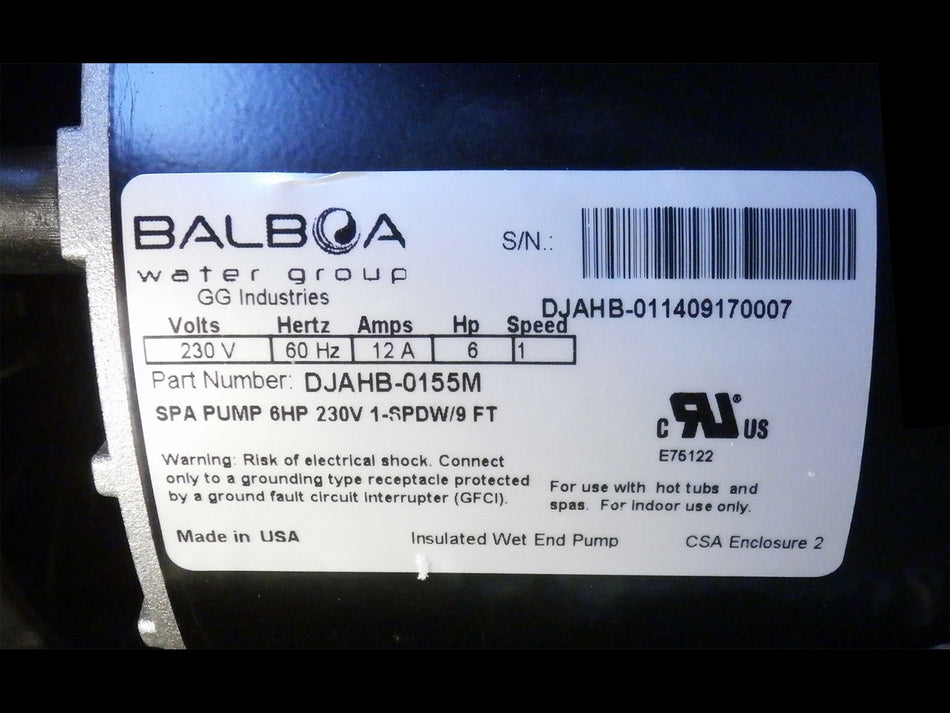 BALBOA
water group
GG Industries
S/N.:
DJAHB-011409170007
Volts Hertz Amps Hp Speed
230 V 60 Hz 12 A 6 1
Part Number: DJAHB-0155M
SPA PUMP 6HP 230V 1-SPDW/9 FT
C RU® US
E75122
Warning: Risk of electrical shock. Connect
only to a grounding type receptacle protected
by a ground fault circuit interrupter (GFCI).
For use with hot tubs and
spas. For indoor use only.
Made in USA
Insulated Wet End Pump
CSA Enclosure 2